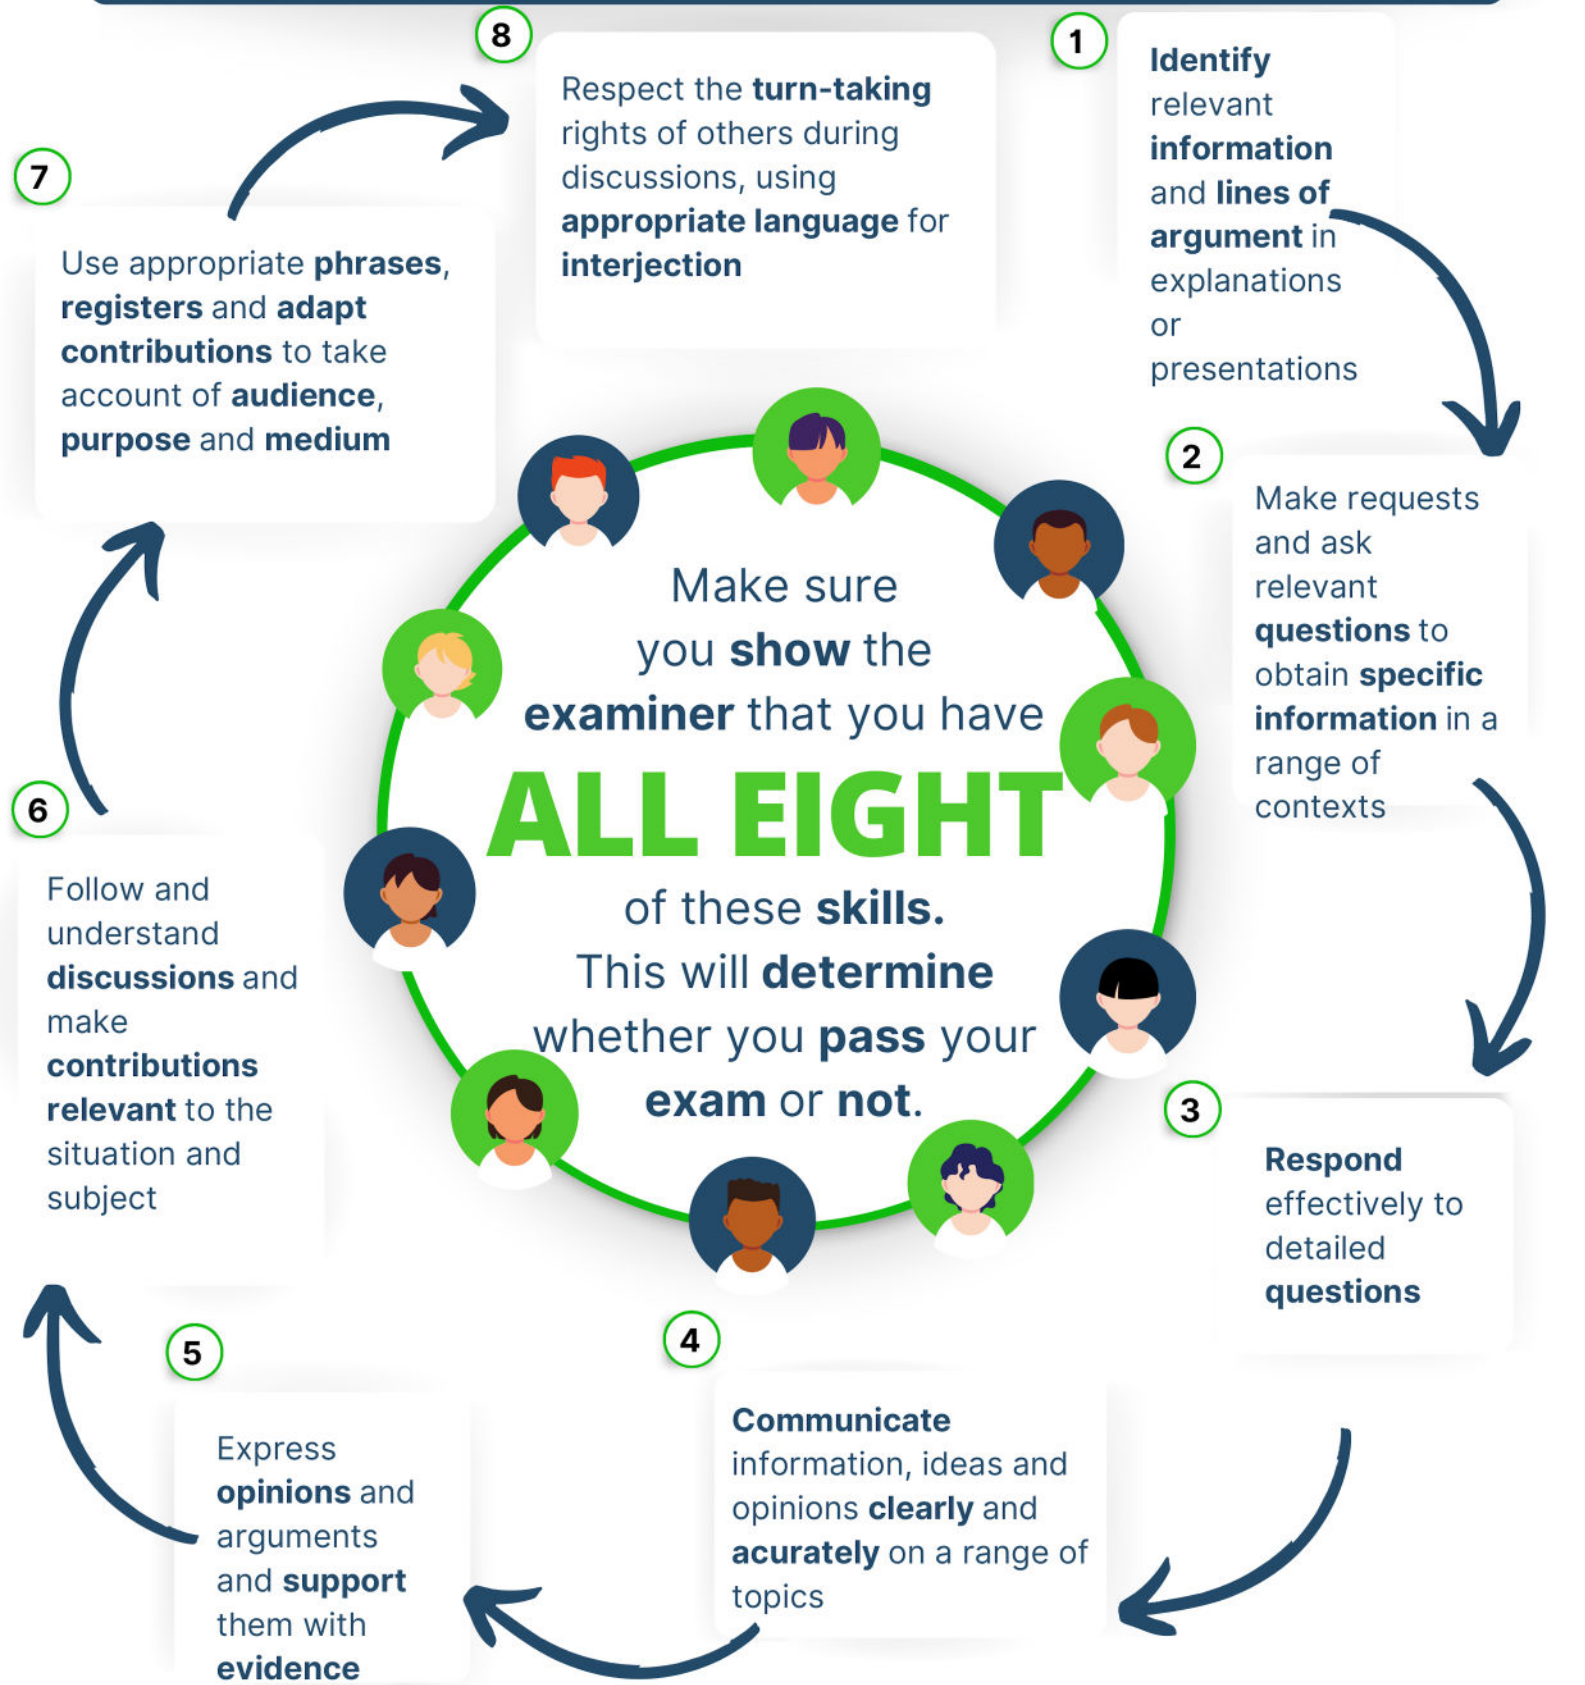 1
Identify
relevant
information
and lines of
argument in
explanations
or
presentations
2
Make requests
and ask
relevant
questions to
obtain specific
information in a
range of
contexts
3
Respond
effectively to
detailed
questions
4
Communicate
information, ideas and
opinions clearly and
acurately on a range of
topics
5
Express
opinions and
arguments
and support
them with
evidence
6
Follow and
understand
discussions and
make
contributions
relevant to the
situation and
subject
7
Use appropriate phrases,
registers and adapt
contributions to take
account of audience,
purpose and medium
8
Respect the turn-taking
rights of others during
discussions, using
appropriate language for
interjection
Make sure
you show the
examiner that you have
ALL EIGHT
of these skills.
This will determine
whether you pass your
exam or not.